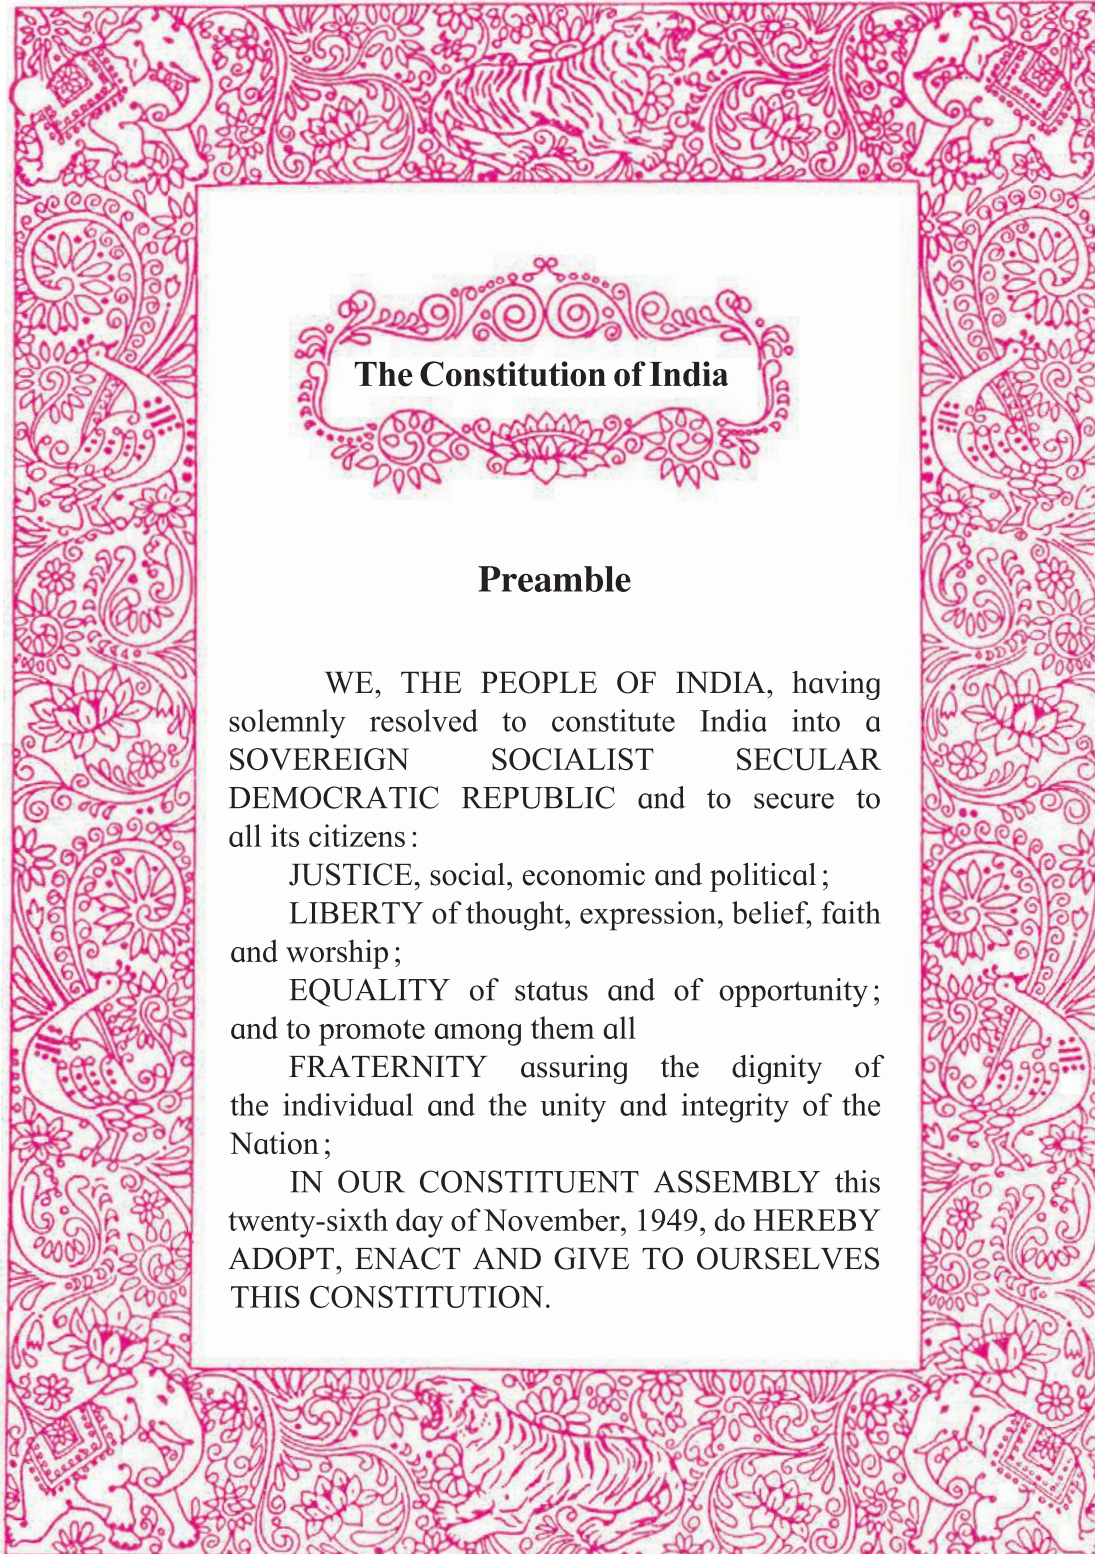 The Constitution of India
Preamble
WE, THE PEOPLE OF INDIA, having
solemnly resolved to constitute India into a
SOVEREIGN SOCIALIST SECULAR
DEMOCRATIC REPUBLIC and to secure to
all its citizens :
JUSTICE, social, economic and political ;
LIBERTY of thought, expression, belief, faith
and worship ;
EQUALITY of status and of opportunity ;
and to promote among them all
FRATERNITY assuring the dignity of
the individual and the unity and integrity of the
Nation ;
IN OUR CONSTITUENT ASSEMBLY this
twenty-sixth day of November, 1949, do HEREBY
ADOPT, ENACT AND GIVE TO OURSELVES
THIS CONSTITUTION.